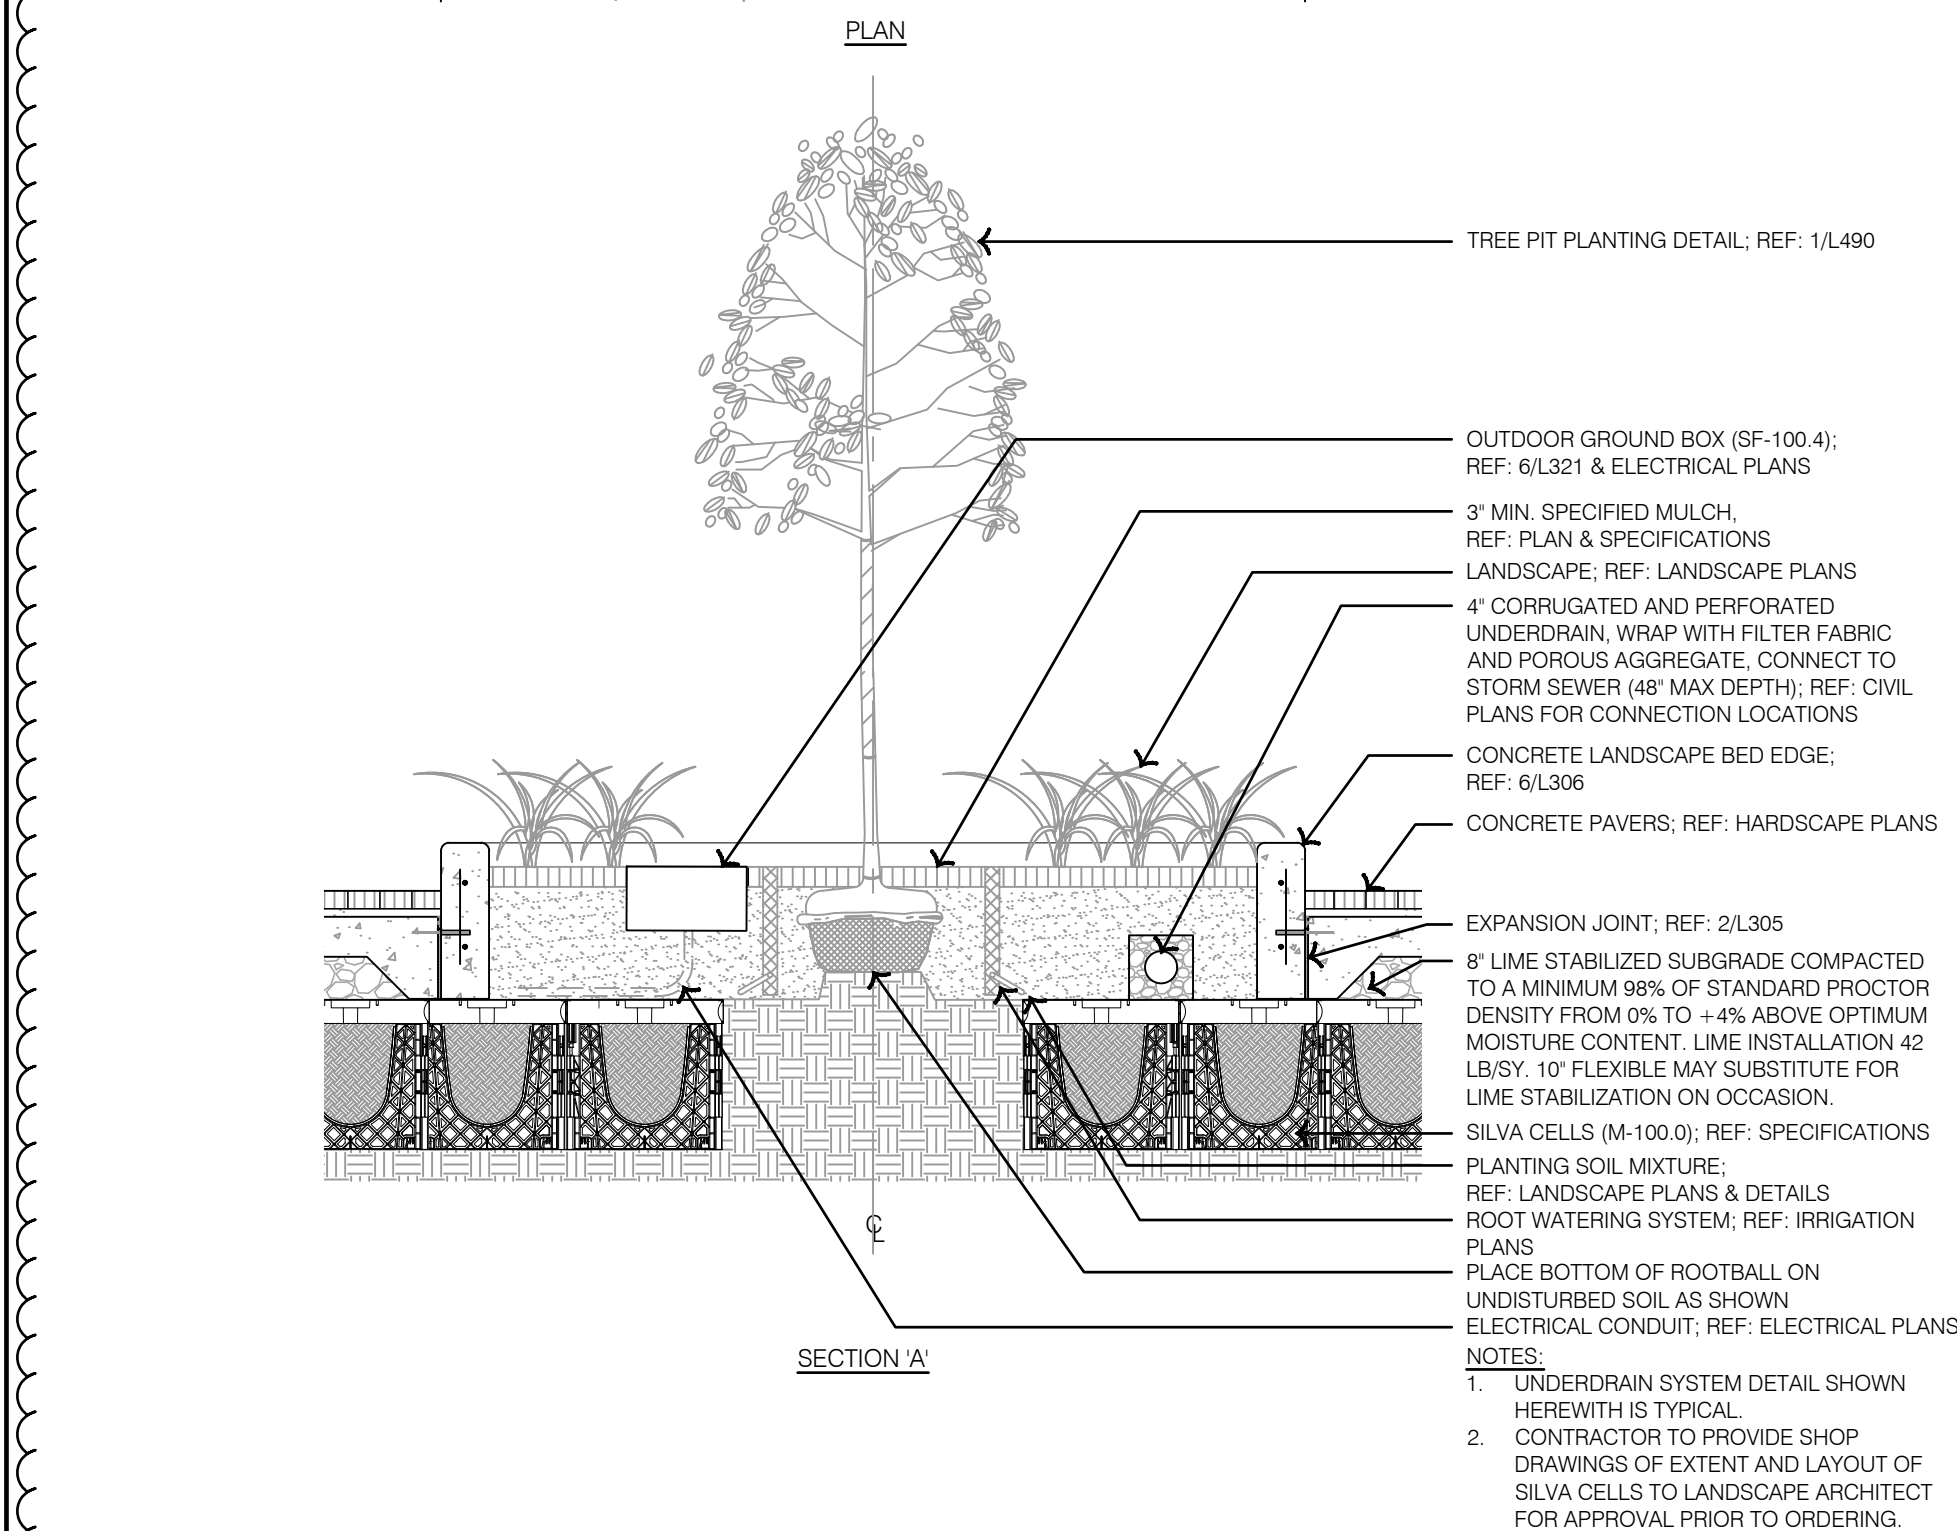 PLAN
TREE PIT PLANTING DETAIL; REF: 1/L490
OUTDOOR GROUND BOX (SF-100.4);
REF: 6/L321 & ELECTRICAL PLANS
3" MIN. SPECIFIED MULCH,
REF: PLAN & SPECIFICATIONS
LANDSCAPE; REF: LANDSCAPE PLANS
4" CORRUGATED AND PERFORATED
UNDERDRAIN, WRAP WITH FILTER FABRIC
AND POROUS AGGREGATE, CONNECT TO
STORM SEWER (48" MAX DEPTH); REF: CIVIL
PLANS FOR CONNECTION LOCATIONS
CONCRETE LANDSCAPE BED EDGE;
REF: 6/L306
CONCRETE PAVERS; REF: HARDSCAPE PLANS
EXPANSION JOINT; REF: 2/L305
8" LIME STABILIZED SUBGRADE COMPACTED
TO A MINIMUM 98% OF STANDARD PROCTOR
DENSITY FROM 0% TO +4% ABOVE OPTIMUM
MOISTURE CONTENT. LIME INSTALLATION 42
LB/SY. 10" FLEXIBLE MAY SUBSTITUTE FOR
LIME STABILIZATION ON OCCASION.
SILVA CELLS (M-100.0); REF: SPECIFICATIONS
PLANTING SOIL MIXTURE;
REF: LANDSCAPE PLANS & DETAILS
ROOT WATERING SYSTEM; REF: IRRIGATION
PLANS
PLACE BOTTOM OF ROOTBALL ON
UNDISTURBED SOIL AS SHOWN
ELECTRICAL CONDUIT; REF: ELECTRICAL PLANS
℄
SECTION 'A'
NOTES:
1. UNDERDRAIN SYSTEM DETAIL SHOWN
HEREWITH IS TYPICAL.
2. CONTRACTOR TO PROVIDE SHOP
DRAWINGS OF EXTENT AND LAYOUT OF
SILVA CELLS TO LANDSCAPE ARCHITECT
FOR APPROVAL PRIOR TO ORDERING.